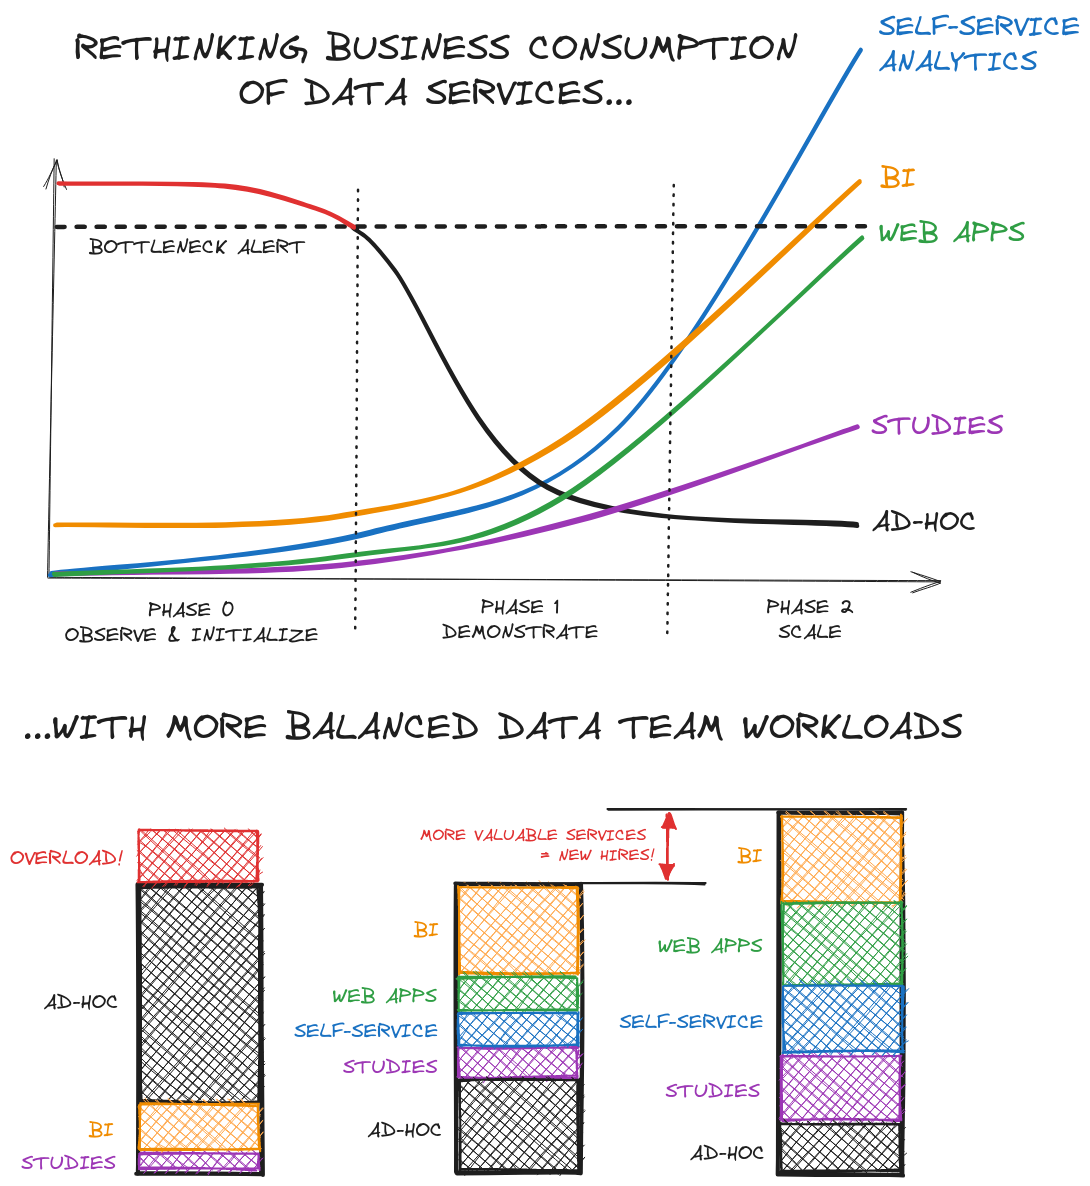 RETHINKING BUSINESS CONSUMPTION
OF DATA SERVICES...
SELF-SERVICE
ANALYTICS
BI
WEB APPS
BOTTLENECK ALERT
STUDIES
AD-HOC
PHASE 0
OBSERVE & INITIALIZE
PHASE 1
DEMONSTRATE
PHASE 2
SCALE
...WITH MORE BALANCED DATA TEAM WORKLOADS
OVERLOAD!
AD-HOC
BI
STUDIES
MORE VALUABLE SERVICES
= NEW HIRES!
BI
WEB APPS
SELF-SERVICE
STUDIES
AD-HOC
BI
WEB APPS
SELF-SERVICE
STUDIES
AD-HOC